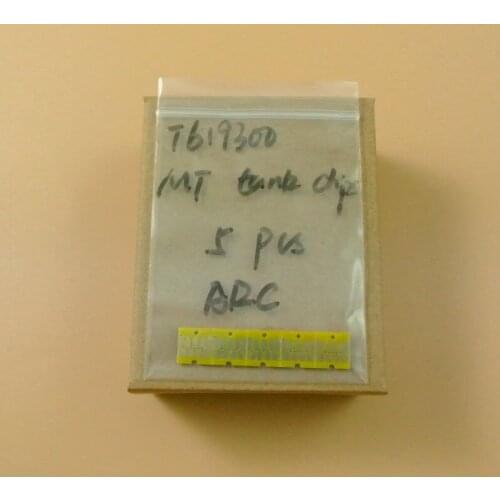 T619300
MT tank chip
5 pcs
ARC